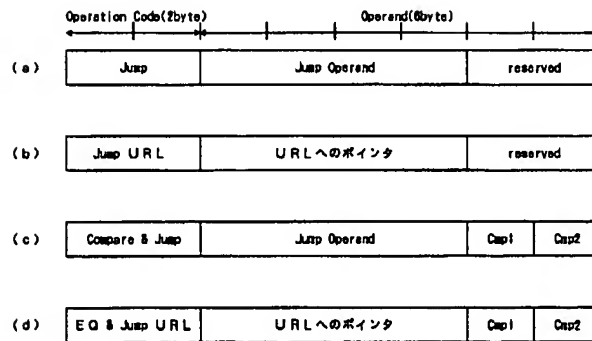 Operation Code(2byte) Operand(6byte)
(a) Jump Jump Operand reserved
(b) Jump URL URLへのポインタ reserved
(c) Compare & Jump Jump Operand Cmp1 Cmp2
(d) EQ & Jump URL URLへのポインタ Cmp1 Cmp2